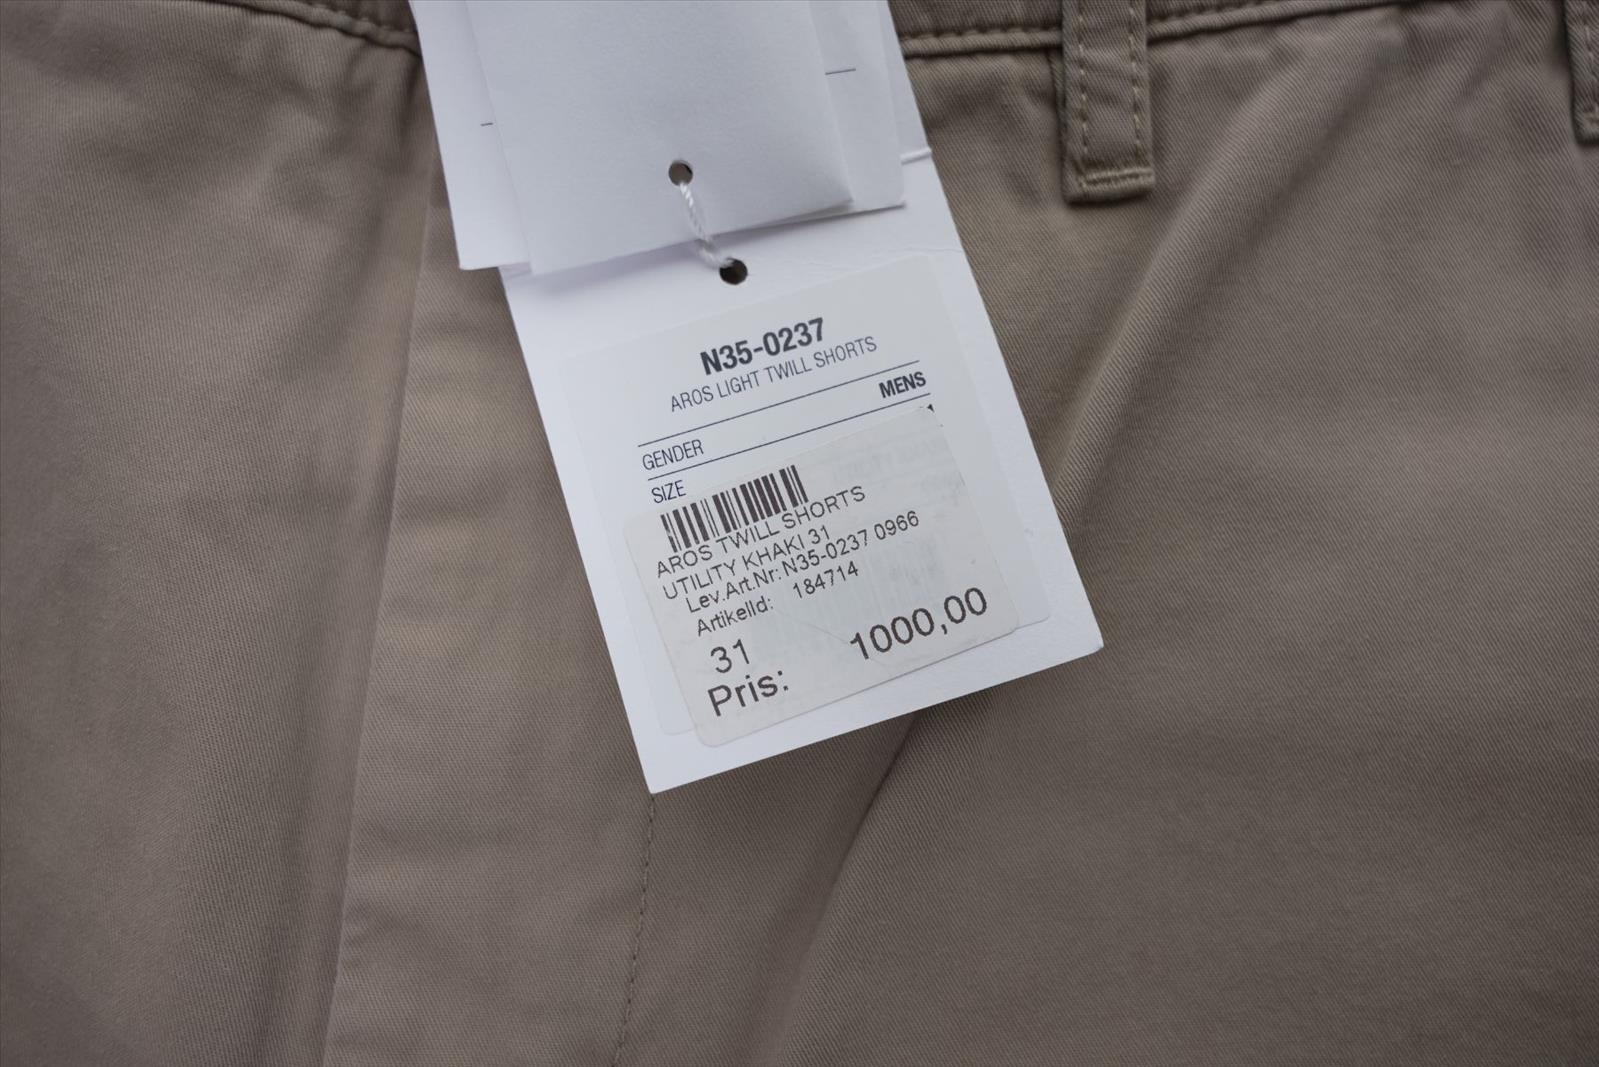 N35-0237
AROS LIGHT TWILL SHORTS
GENDER MENS
SIZE
AROS TWILL SHORTS
UTILITY KHAKI 31
Lev.Art.Nr: N35-0237 0966
ArtikelId: 184714
31
Pris: 1000,00